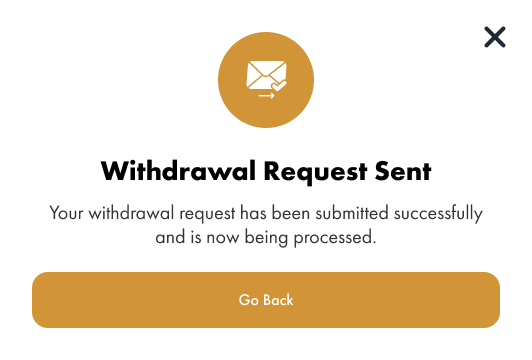 Withdrawal Request Sent
Your withdrawal request has been submitted successfully
and is now being processed.
Go Back